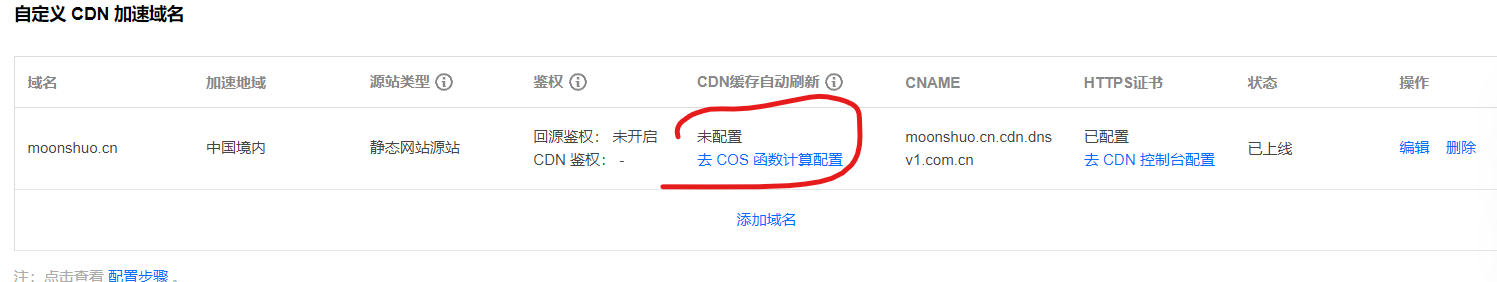 自定义 CDN 加速域名
域名 加速地域 源站类型 鉴权 CDN缓存自动刷新 CNAME HTTPS证书 状态 操作
moonshuo.cn 中国境内 静态网站源站 回源鉴权： 未开启 未配置 moonshuo.cn.cdn.dns 已配置 已上线 编辑 删除
CDN 鉴权： - 去 COS 函数计算配置 v1.com.cn 去 CDN 控制台配置
添加域名
注：点击查看 配置步骤 。